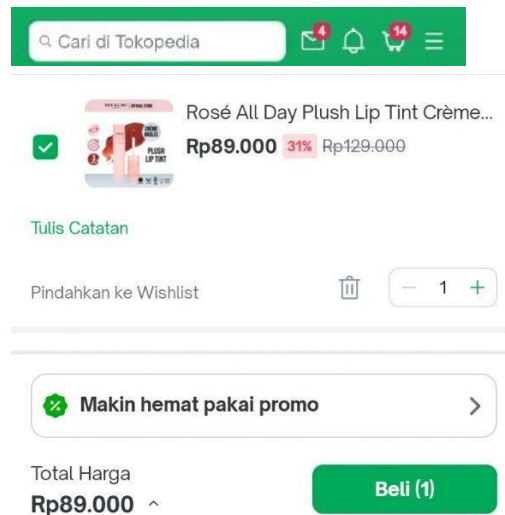 Cari di Tokopedia
4
14
Rosé All Day Plush Lip Tint Crème...
Rp89.000 31% Rp129.000
PLUSH
LIP TINT
Tulis Catatan
Pindahkan ke Wishlist
1
Makin hemat pakai promo
Total Harga
Rp89.000
Beli (1)